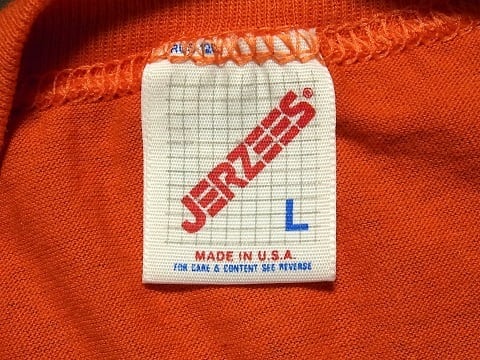 JERZEES®
L
MADE IN U.S.A.
FOR CARE & CONTENT SEE REVERSE